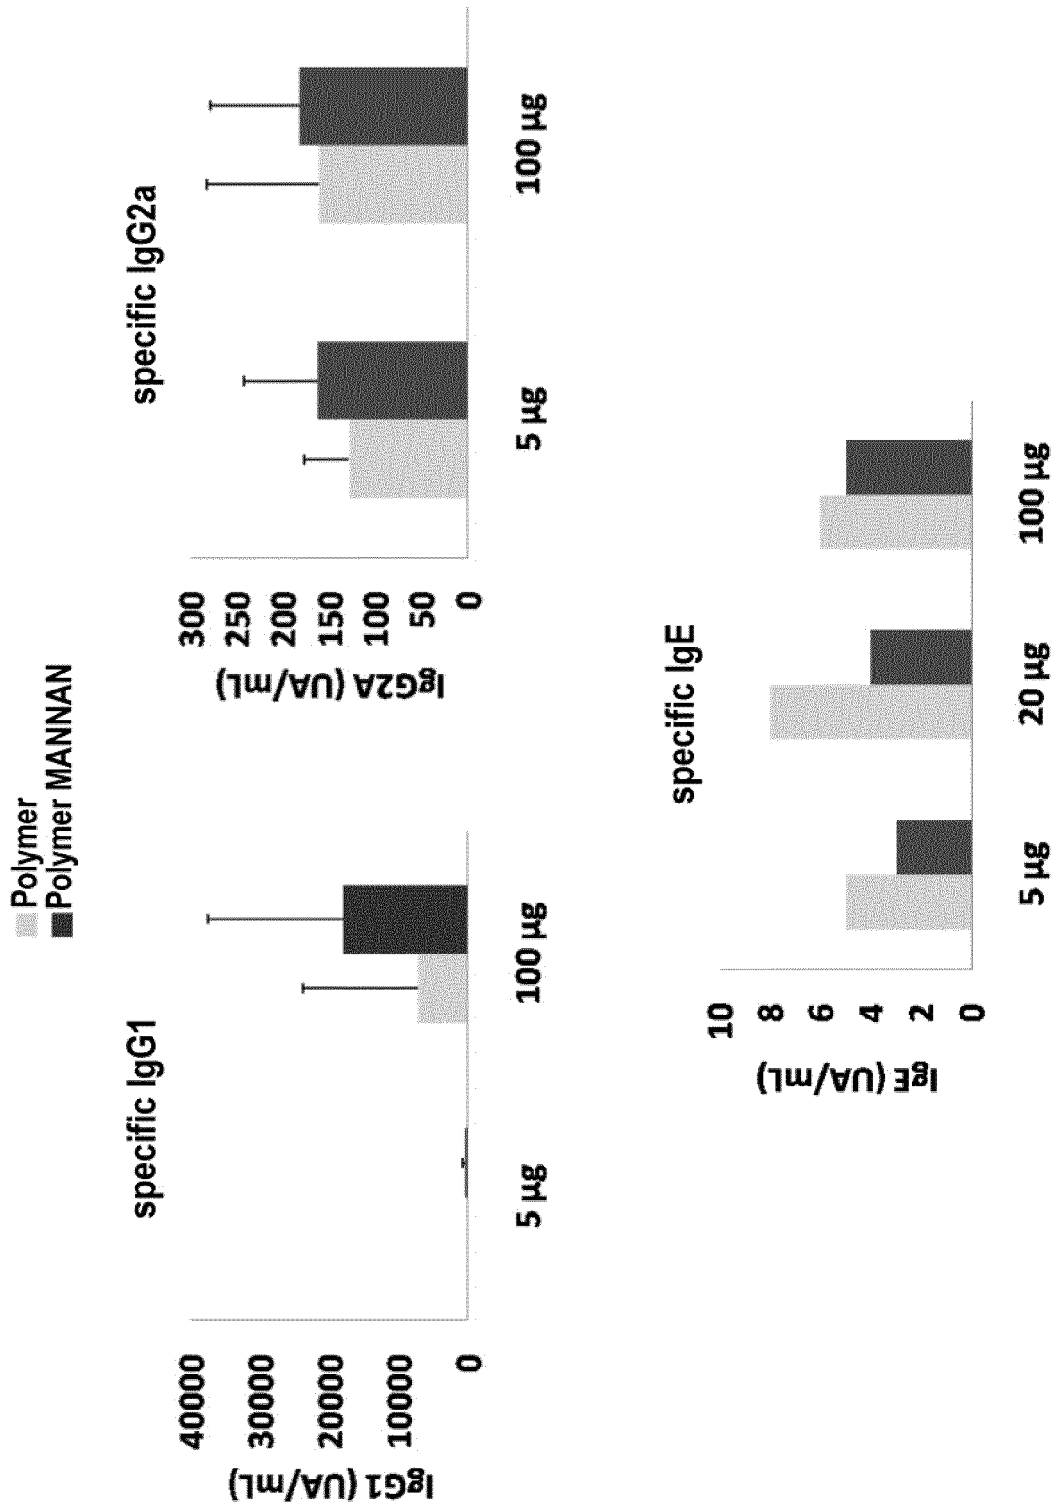 Polymer
Polymer MANNAN
specific IgG1
IgG1 (UA/mL)
40000
30000
20000
10000
0
5 µg
100 µg
specific IgG2a
IgG2A (UA/mL)
300
250
200
150
100
50
0
5 µg
100 µg
specific IgE
IgE (UA/mL)
10
8
6
4
2
0
5 µg
20 µg
100 µg